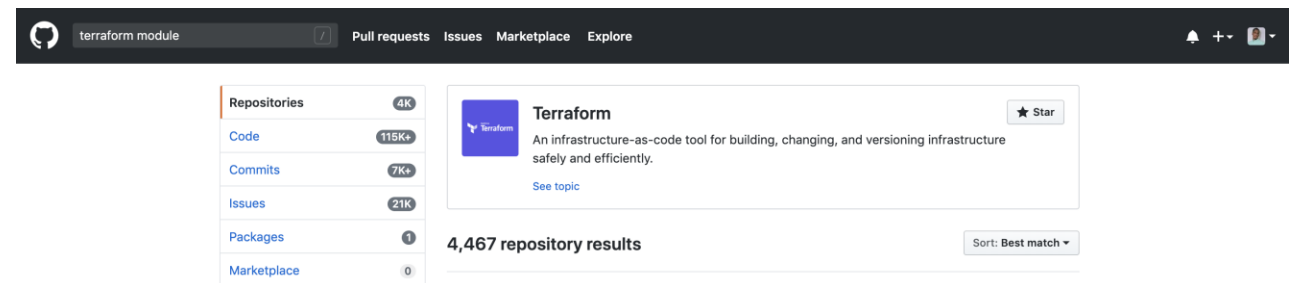 terraform module
/
Pull requests Issues Marketplace Explore
Repositories 4K
Code 115K+
Commits 7K+
Issues 21K
Packages 1
Marketplace 0
Terraform
Terraform
Star
An infrastructure-as-code tool for building, changing, and versioning infrastructure
safely and efficiently.
See topic
4,467 repository results
Sort: Best match